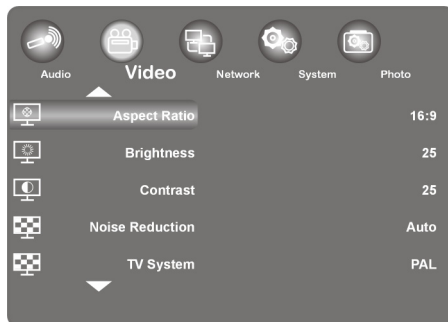 Audio Video Network System Photo
Aspect Ratio 16:9
Brightness 25
Contrast 25
Noise Reduction Auto
TV System PAL